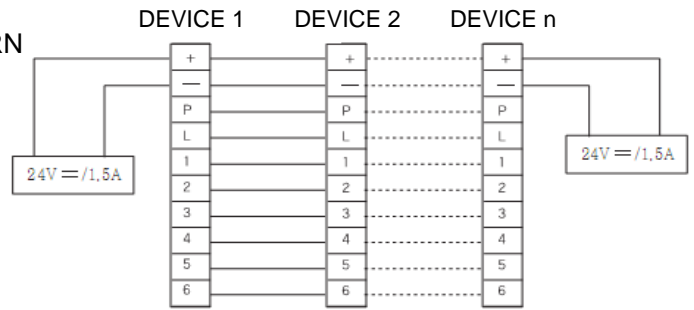 DEVICE 1 DEVICE 2 DEVICE n
RN
+ + +
— — —
P P P
L L L
24V⎓/1,5A 1 1 1 24V⎓/1,5A
2 2 2
3 3 3
4 4 4
5 5 5
6 6 6